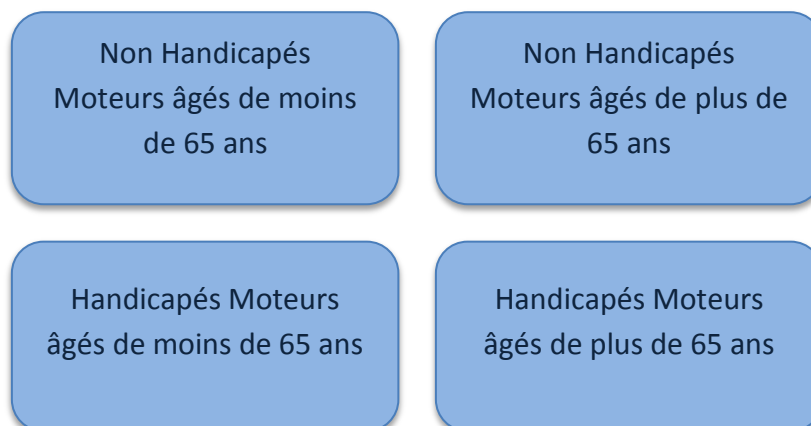 Non Handicapés
Moteurs âgés de moins
de 65 ans
Non Handicapés
Moteurs âgés de plus de
65 ans
Handicapés Moteurs
âgés de moins de 65 ans
Handicapés Moteurs
âgés de plus de 65 ans